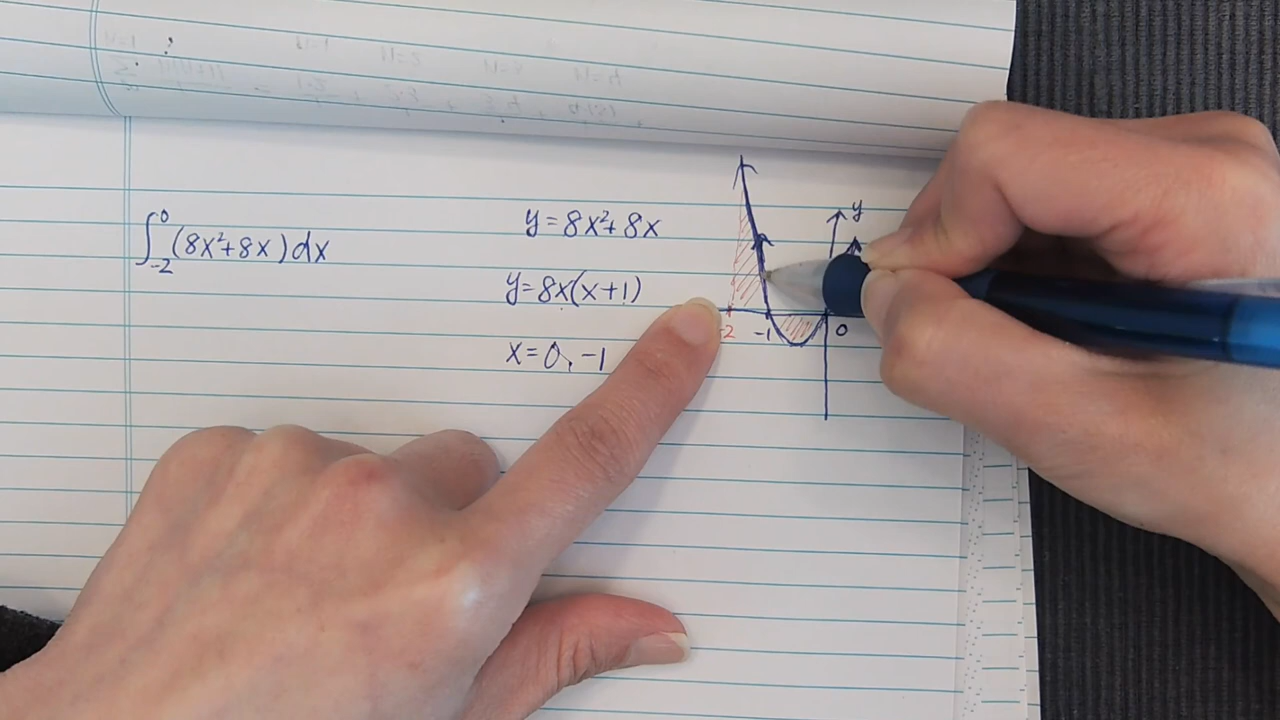 ∫₋₂⁰ (8x²+8x)dx
y=8x²+8x
y=8x(x+1)
x=0,-1
y
-2 -1 0